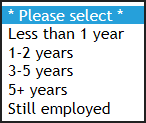 * Please select *
Less than 1 year
1-2 years
3-5 years
5+ years
Still employed